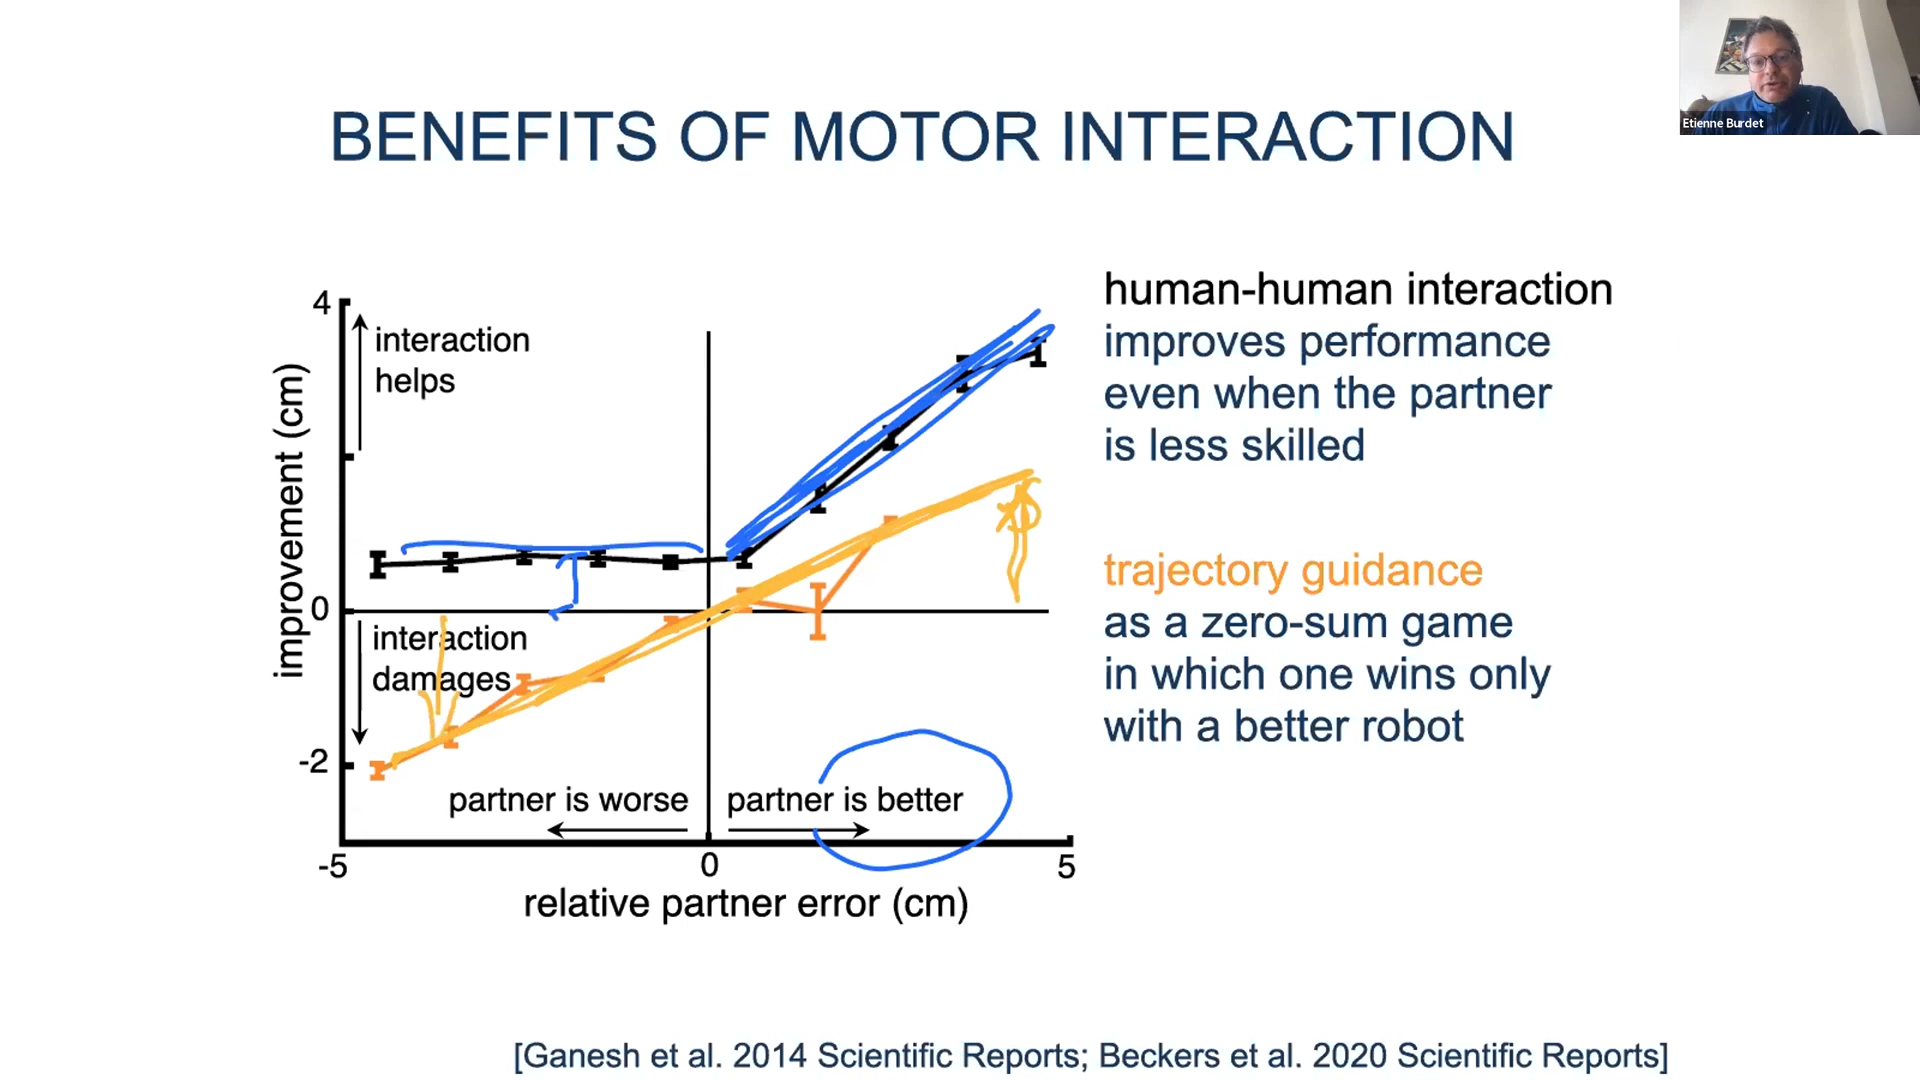 Etienne Burdet
BENEFITS OF MOTOR INTERACTION
4
interaction
helps
improvement (cm)
0
interaction
damages
-2
partner is worse
partner is better
-5
0
5
relative partner error (cm)
human-human interaction
improves performance
even when the partner
is less skilled
trajectory guidance
as a zero-sum game
in which one wins only
with a better robot
[Ganesh et al. 2014 Scientific Reports; Beckers et al. 2020 Scientific Reports]